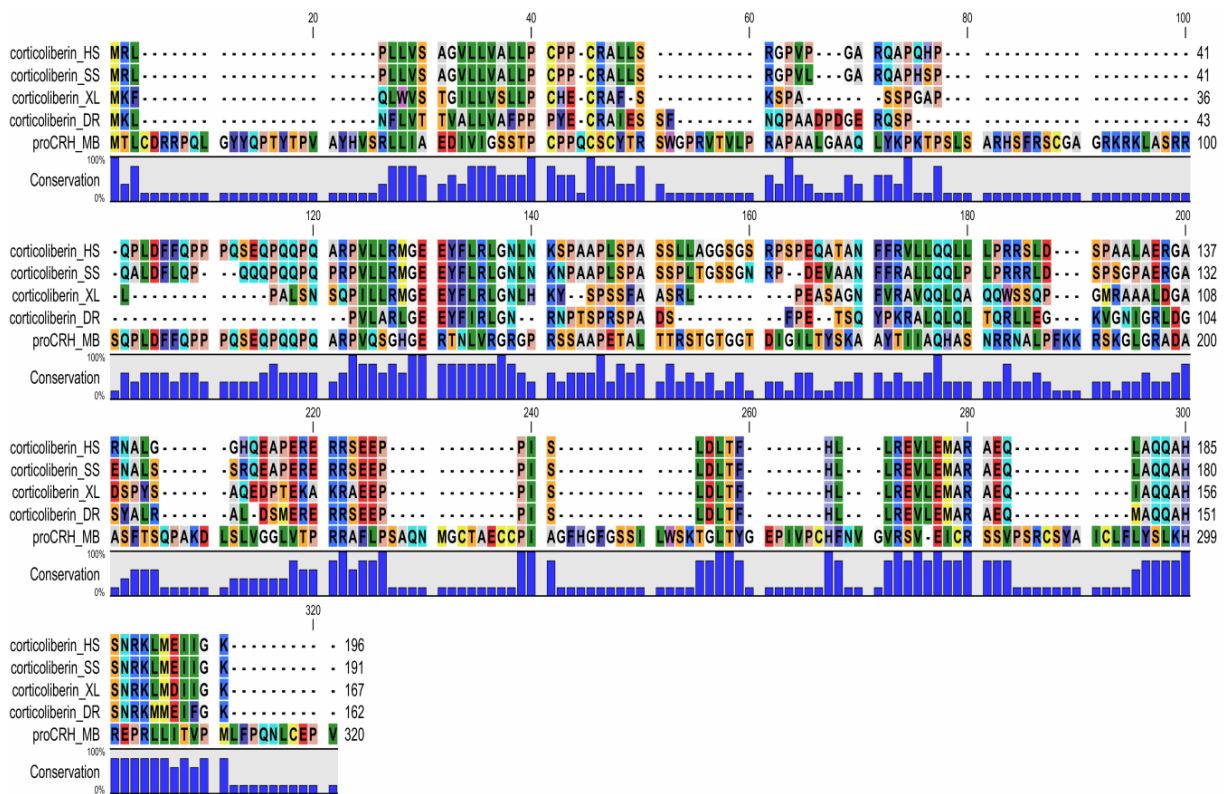 20 40 60 80 100
corticoliberin_HS MRL------- ---------- -----PLLVS AGVLLVALLP CPP-CRALLS ---------- RGPVP---GA RQAPQHP--- ---------- ---------- 41
corticoliberin_SS MRL------- ---------- -----PLLVS AGVLLVALLP CPP-CRALLS ---------- RGPVL---GA RQAPHSP--- ---------- ---------- 41
corticoliberin_XL MKF------- ---------- -----QLWVS TGILLVSLLP CHE-CRAF-S ---------- KSPA------ -SSPGAP--- ---------- ---------- 36
corticoliberin_DR MKL------- ---------- -----NFLVT TVALLVAFPP PYE-CRAIES SF-------- NQPAADPDGE RQSP------ ---------- ---------- 43
proCRH_MB MTLCDRRPQL GYYQPTYTPV AYHVSRLLIA EDIVIGSSTP CPPQCSCYTR SWGPRVTVLP RAPAALGAAQ LYKPKTPSLS ARHSFRSCGA GRKRKLASRR 100
100%
Conservation
0%
120 140 160 180 200
corticoliberin_HS -QPLDFFQPP PQSEQPQQPQ ARPVLLRMGE EYFLRLGNLN KSPAAPLSPA SSLLAGGSGS RPSPEQATAN FFRVLLQQLL LPRRSLD--- SPAALAERGA 137
corticoliberin_SS -QALDFLQP- --QQQPQQPQ PRPVLLRMGE EYFLRLGNLN KNPAAPLSPA SSPLTGSSGN RP--DEVAAN FFRALLQQLP LPRRRLD--- SPSGPAERGA 132
corticoliberin_XL -L-------- -----PALSN SQPILLRMGE EYFLRLGNLH KY--SPSSFA ASRL------ ---PEASAGN FVRAVQQLQA QQWSSQP--- GMRAAALDGA 108
corticoliberin_DR ---------- ---------- --PVLARLGE EYFIRLGN-- RNPTSPRSPA DS-------- --FPE--TSQ YPKRALQLQL TQRLLEG--- KVGNIGRLDG 104
proCRH_MB SQPLDFFQPP PQSEQPQQPQ ARPVQSGHGE RTNLVRGRGP RSSAAPETAL TTRSTGTGGT DIGILTYSKA AYTIIAQHAS NRRNALPFKK RSKGLGRADA 200
100%
Conservation
0%
220 240 260 280 300
corticoliberin_HS RNALG----- -GHQEAPERE RRSEEP---- --------PI S--------- ----LDLTF- ------HL-- -LREVLEMAR AEQ------- ----LAQQAH 185
corticoliberin_SS ENALS----- -SRQEAPERE RRSEEP---- --------PI S--------- ----LDLTF- ------HL-- -LREVLEMAR AEQ------- ----LAQQAH 180
corticoliberin_XL DSPYS----- -AQEDPTEKA KRAEEP---- --------PI S--------- ----LDLTF- ------HL-- -LREVLEMAR AEQ------- ----IAQQAH 156
corticoliberin_DR SYALR----- -AL-DSMERE RRSEEP---- --------PI S--------- ----LDLTF- ------HL-- -LREVLEMAR AEQ------- ----MAQQAH 151
proCRH_MB ASFTSQPAKD LSLVGGLVTP RRAFLPSAQN MGCTAECCPI AGFHGFGSSI LWSKTGLTYG EPIVPCHFNV GVRSV-EICR SSVPSRCSYA ICLFLYSLKH 299
100%
Conservation
0%
320
corticoliberin_HS SNRKLMEIIG K--------- - 196
corticoliberin_SS SNRKLMEIIG K--------- - 191
corticoliberin_XL SNRKLMDIIG K--------- - 167
corticoliberin_DR SNRKMMEIFG K--------- - 162
proCRH_MB REPRLLITVP MLFPQNLCEP V 320
100%
Conservation
0%